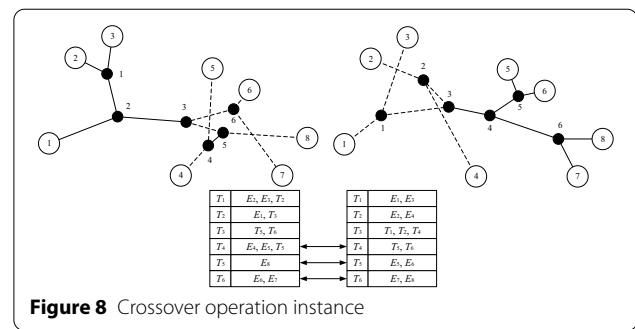 3
2
1
2
1
3
5
6
6
5
8
4
4
7
3
2
2
5
6
3
5
1
4
6
8
1
4
7
T1 E2, E3, T2
T2 E1, T3
T3 T5, T6
T4 E4, E5, T5
T5 E8
T6 E6, E7
T1 E1, E3
T2 E2, E4
T3 T1, T2, T4
T4 T5, T6
T5 E5, E6
T6 E7, E8
Figure 8 Crossover operation instance